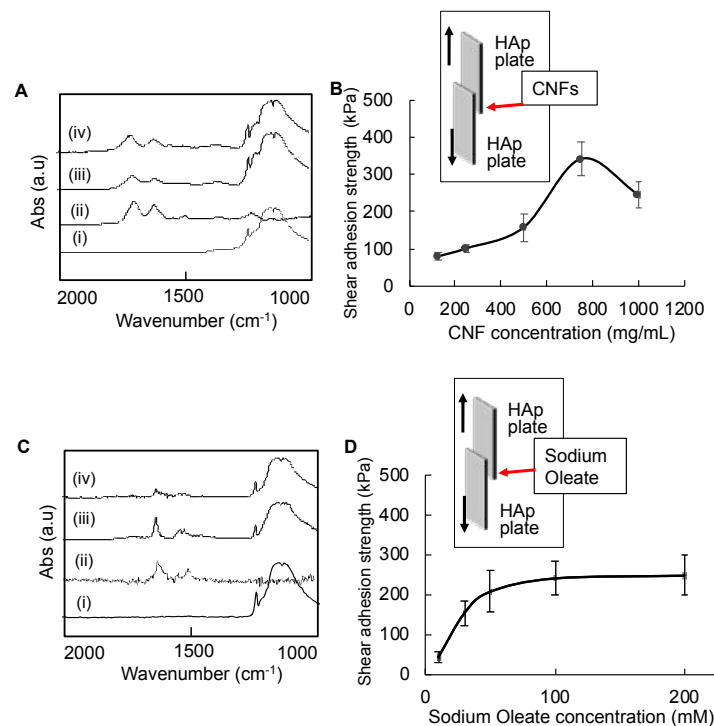 A
(iv)
(iii)
(ii)
(i)
Abs (a.u)
2000
1500
1000
Wavenumber (cm-1)
B
HAp
plate
CNFs
HAp
plate
Shear adhesion strength (kPa)
500
400
300
200
100
0
0 200 400 600 800 1000 1200
CNF concentration (mg/mL)
C
(iv)
(iii)
(ii)
(i)
Abs (a.u)
2000
1500
1000
Wavenumber (cm-1)
D
HAp
plate
Sodium
Oleate
HAp
plate
Shear adhesion strength (kPa)
500
400
300
200
100
0
0 50 100 150 200
Sodium Oleate concentration (mM)